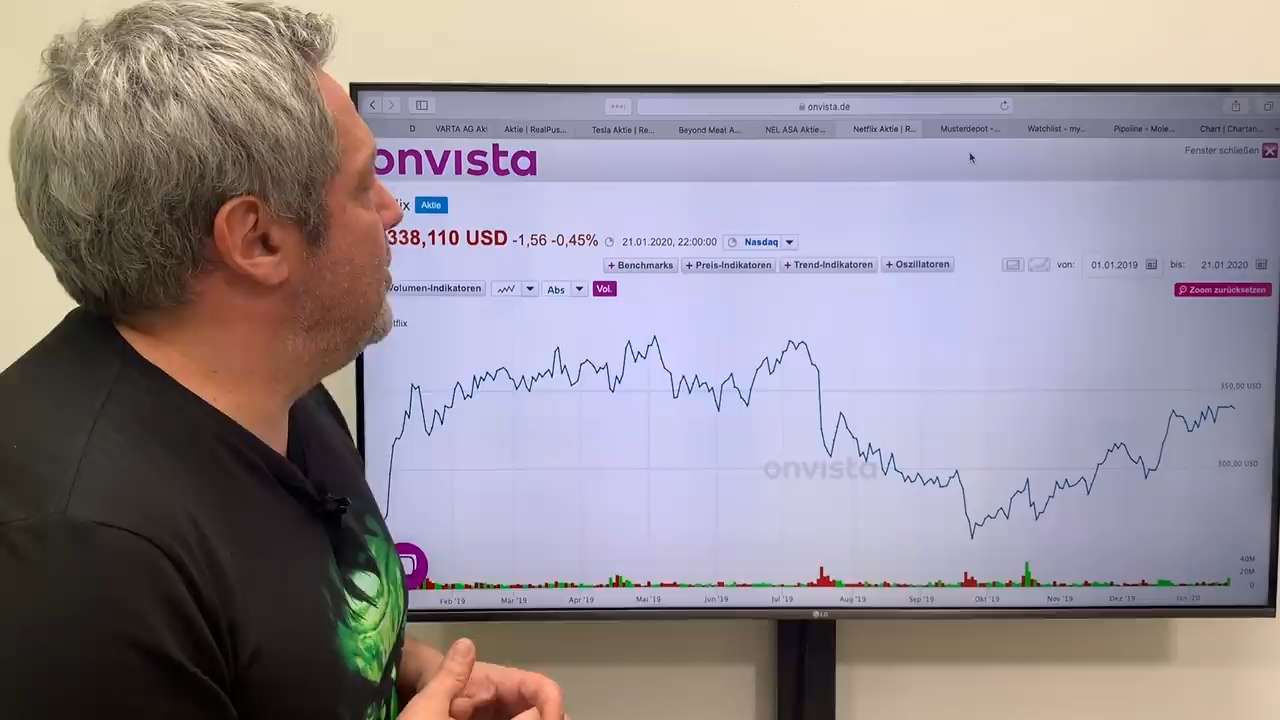 onvista.de
D
VARTA AG Ak
Aktie | RealPus...
Tesla Aktie | Re...
Beyond Meat A...
NEL ASA Aktie...
Netflix Aktie | R...
Musterdepot -...
Watchlist - my...
Pipeline - Mole...
Chart | Chartan...
onvista
Fenster schließen
lix Aktie
338,110 USD -1,56 -0,45% 21.01.2020, 22:00:00 Nasdaq
+ Benchmarks + Preis-Indikatoren + Trend-Indikatoren + Oszillatoren von: 01.01.2019 bis: 21.01.2020
Volumen-Indikatoren Abs Vol. Zoom zurücksetzen
tflix
350,00 USD
onvista
300,00 USD
40M
20M
0
Feb '19 Mär '19 Apr '19 Mai '19 Jun '19 Jul '19 Aug '19 Sep '19 Okt '19 Nov '19 Dez '19 Jan '20
LG